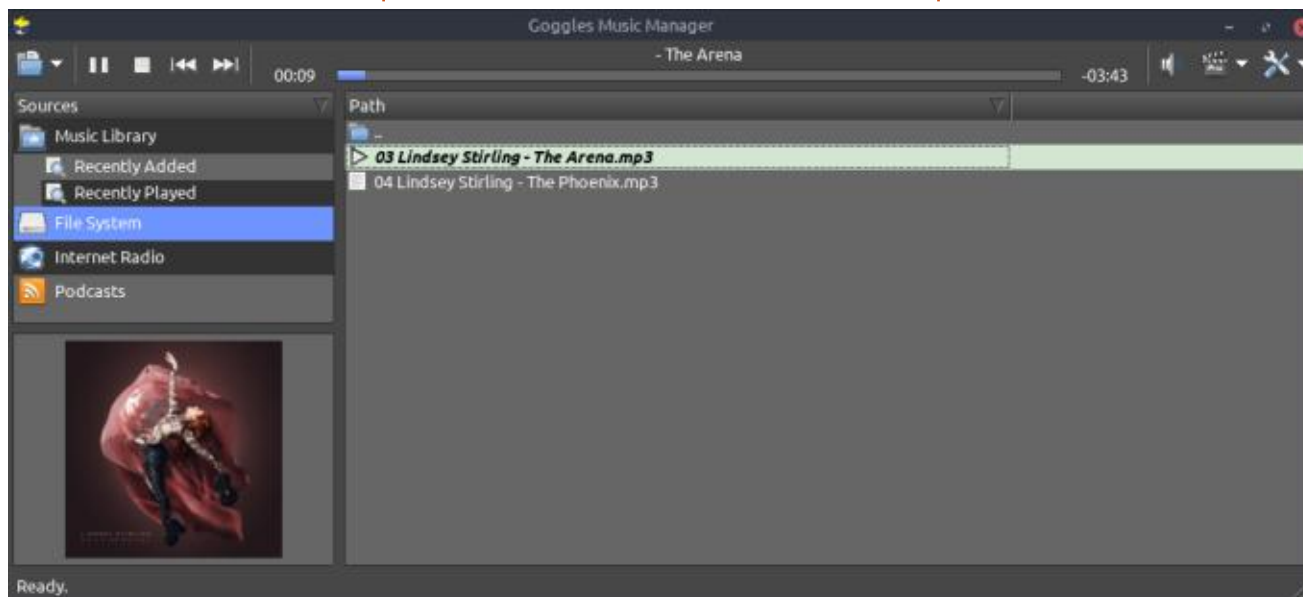 Goggles Music Manager
- The Arena
00:09
-03:43
Sources
Path
Music Library
..
Recently Added
03 Lindsey Stirling - The Arena.mp3
Recently Played
04 Lindsey Stirling - The Phoenix.mp3
File System
Internet Radio
Podcasts
Ready.